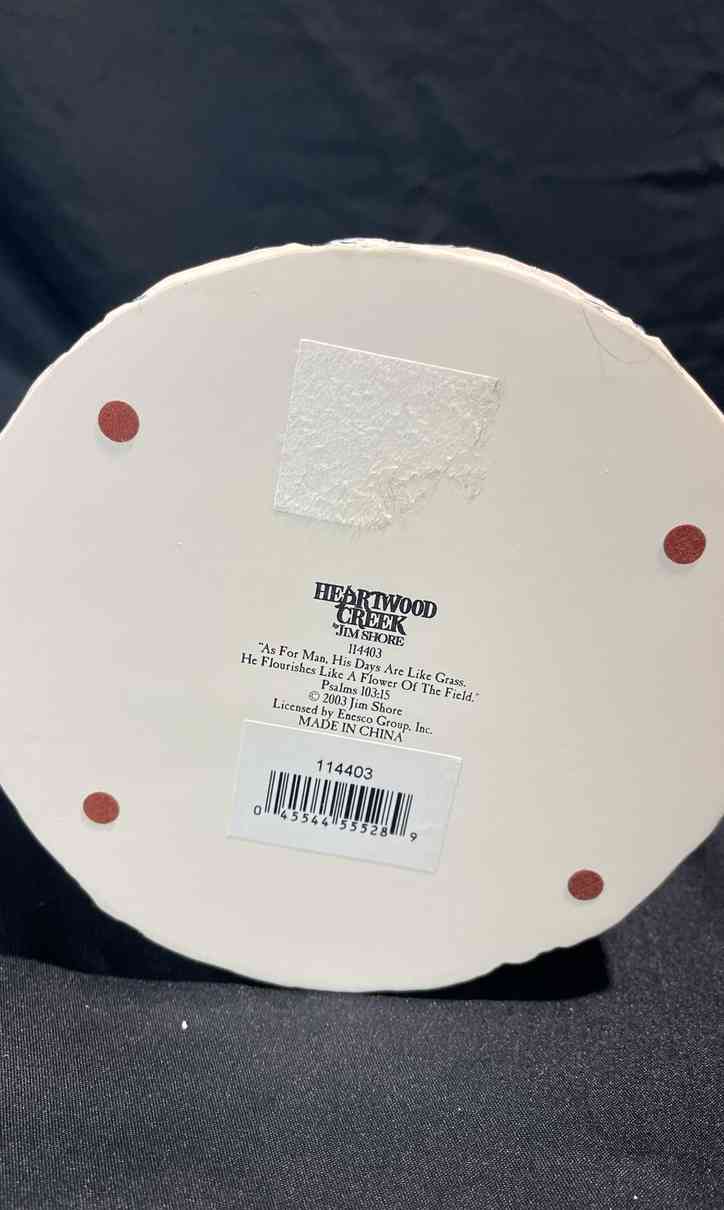 HEARTWOOD
CREEK
by JIM SHORE
114403
"As For Man, His Days Are Like Grass.
He Flourishes Like A Flower Of The Field."
Psalms 103:15
© 2003 Jim Shore
Licensed by Enesco Group, Inc.
MADE IN CHINA
114403
0 45544 55528 9